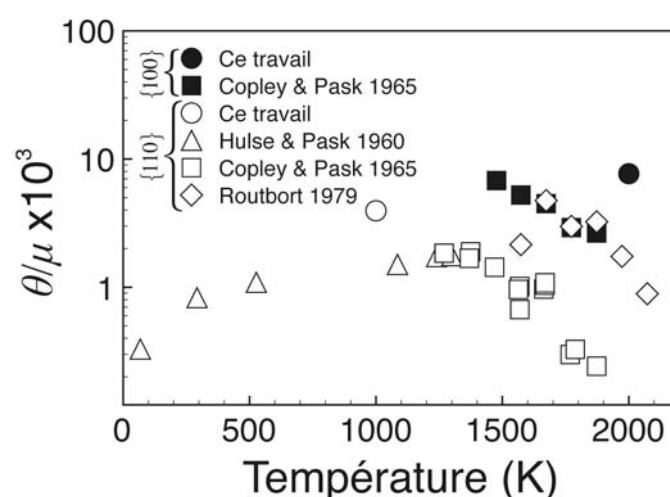 100
{100}
Ce travail
Copley & Pask 1965
{110}
Ce travail
Hulse & Pask 1960
Copley & Pask 1965
Routbort 1979
10
1
θ/μ x10³
0 500 1000 1500 2000
Température (K)